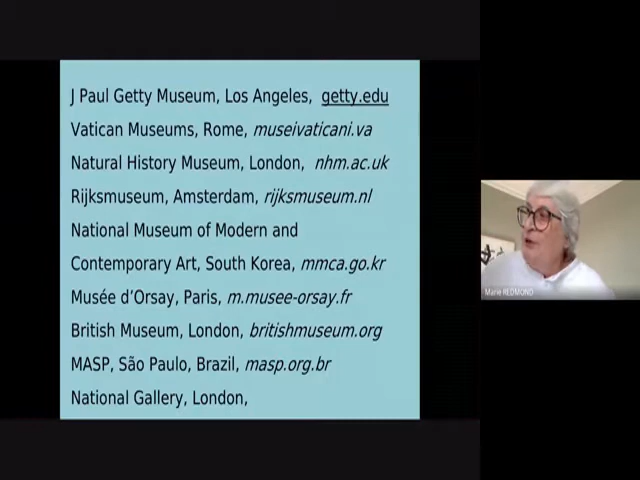 J Paul Getty Museum, Los Angeles, getty.edu
Vatican Museums, Rome, museivaticani.va
Natural History Museum, London, nhm.ac.uk
Rijksmuseum, Amsterdam, rijksmuseum.nl
National Museum of Modern and
Contemporary Art, South Korea, mmca.go.kr
Musée d’Orsay, Paris, m.musee-orsay.fr
British Museum, London, britishmuseum.org
MASP, São Paulo, Brazil, masp.org.br
National Gallery, London,
Marie REDMOND